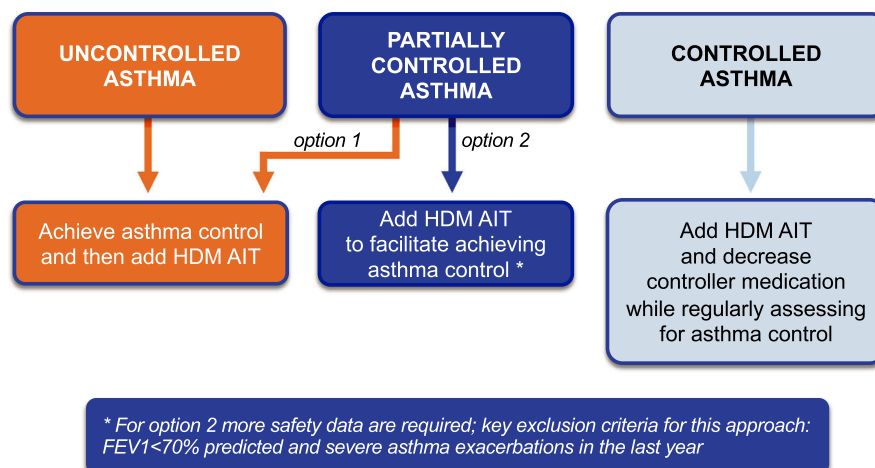 UNCONTROLLED
ASTHMA
PARTIALLY
CONTROLLED
ASTHMA
CONTROLLED
ASTHMA
option 1
option 2
Achieve asthma control
and then add HDM AIT
Add HDM AIT
to facilitate achieving
asthma control *
Add HDM AIT
and decrease
controller medication
while regularly assessing
for asthma control
* For option 2 more safety data are required; key exclusion criteria for this approach:
FEV1<70% predicted and severe asthma exacerbations in the last year